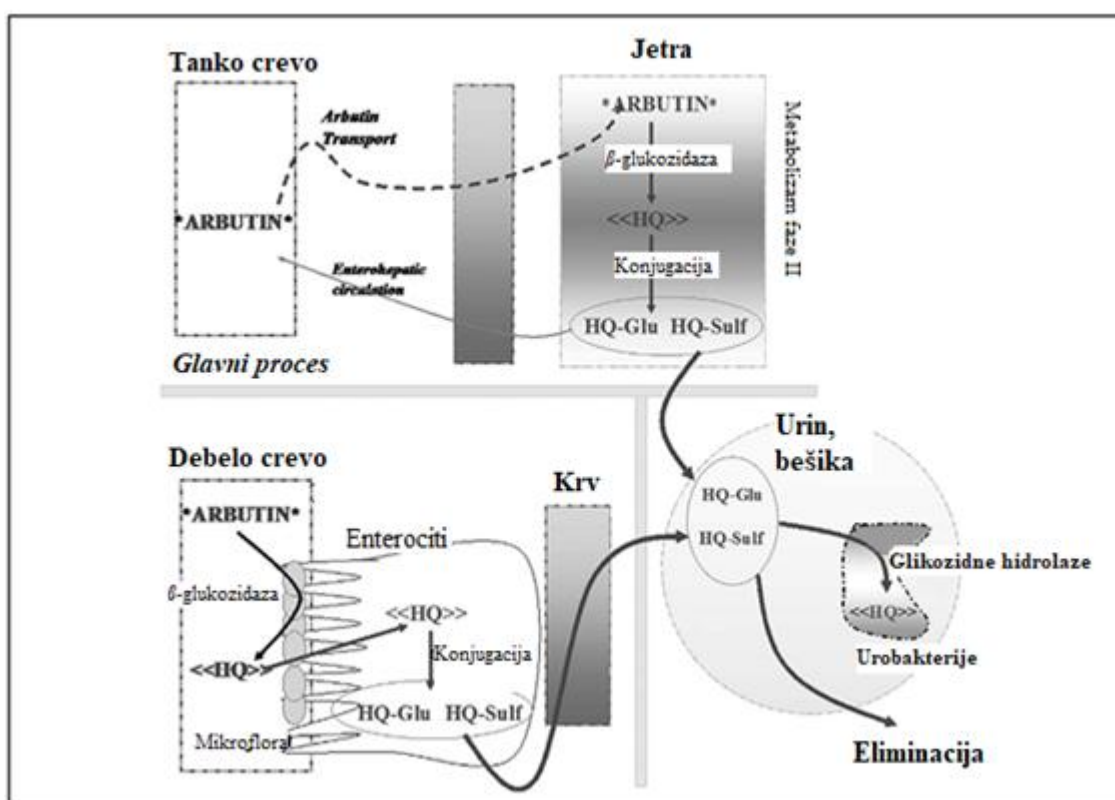 Tanko crevo
Arbutin
Transport
*ARBUTIN*
Enterohepatic
circulation
Glavni proces
Jetra
*ARBUTIN*
β-glukozidaza
<<HQ>>
Konjugacija
HQ-Glu HQ-Sulf
Metabolizam faze II
Debelo crevo
*ARBUTIN*
β-glukozidaza
<<HQ>>
Mikroflora
Enterociti
<<HQ>>
Konjugacija
HQ-Glu HQ-Sulf
Krv
Urin,
bešika
HQ-Glu
HQ-Sulf
Glikozidne hidrolaze
<<HQ>>
Urobakterije
Eliminacija